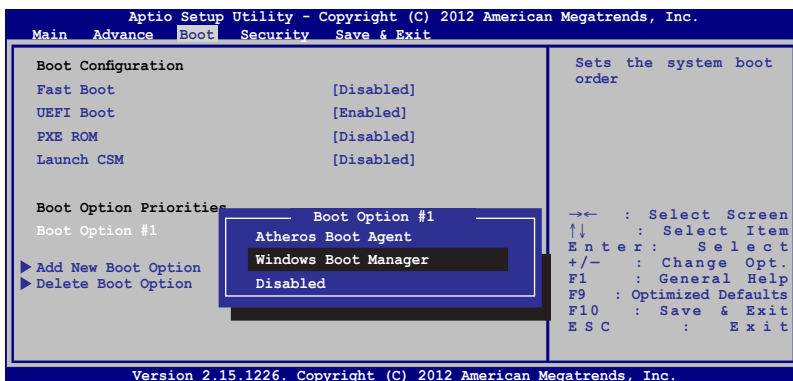 Aptio Setup Utility - Copyright (C) 2012 American Megatrends, Inc.
Main Advance Boot Security Save & Exit
Boot Configuration
Fast Boot [Disabled]
UEFI Boot [Enabled]
PXE ROM [Disabled]
Launch CSM [Disabled]
Boot Option Priorities
Boot Option #1
Add New Boot Option
Delete Boot Option
Boot Option #1
Atheros Boot Agent
Windows Boot Manager
Disabled
Sets the system boot
order
→← : Select Screen
↑↓ : Select Item
Enter: Select
+/— : Change Opt.
F1 : General Help
F9 : Optimized Defaults
F10 : Save & Exit
ESC : Exit
Version 2.15.1226. Copyright (C) 2012 American Megatrends, Inc.